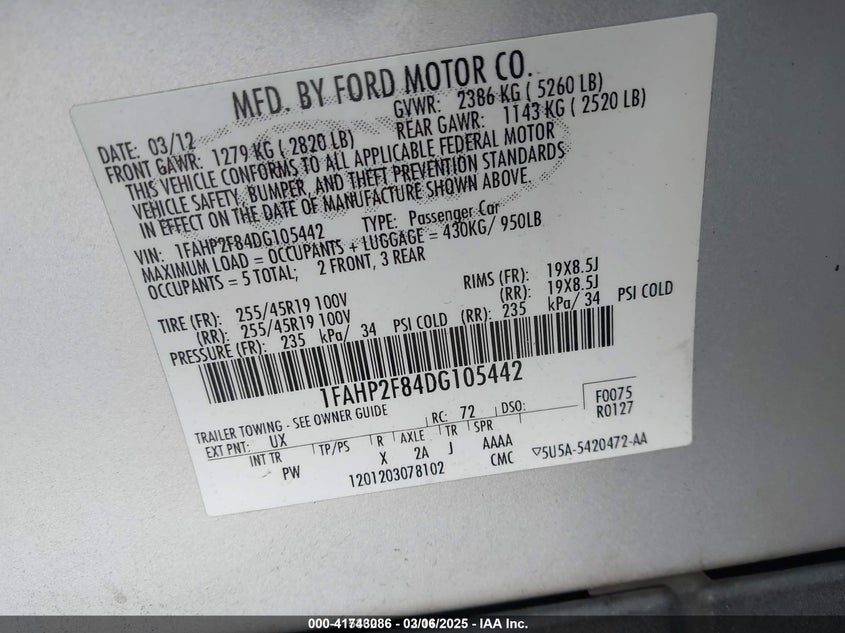 MFD. BY FORD MOTOR CO.
DATE: 03/12 GVWR: 2386 KG ( 5260 LB)
FRONT GAWR: 1279 KG ( 2820 LB) REAR GAWR: 1143 KG ( 2520 LB)
THIS VEHICLE CONFORMS TO ALL APPLICABLE FEDERAL MOTOR
VEHICLE SAFETY, BUMPER, AND THEFT PREVENTION STANDARDS
IN EFFECT ON THE DATE OF MANUFACTURE SHOWN ABOVE.
VIN: 1FAHP2F84DG105442 TYPE: Passenger Car
MAXIMUM LOAD = OCCUPANTS + LUGGAGE = 430KG/ 950LB
OCCUPANTS = 5 TOTAL; 2 FRONT, 3 REAR
TIRE (FR): 255/45R19 100V RIMS (FR): 19X8.5J
(RR): 255/45R19 100V (RR): 19X8.5J
PRESSURE (FR): 235 kPa/ 34 PSI COLD (RR): 235 kPa/ 34 PSI COLD
1FAHP2F84DG105442
TRAILER TOWING - SEE OWNER GUIDE RC: 72 DSO: F0075
EXT PNT: UX R0127
INT TR TP/PS R AXLE TR SPR
PW X 2A J AAAA
1201203078102 CMC ▽5U5A-5420472-AA
000-41743086 - 03/06/2025 - IAA Inc.